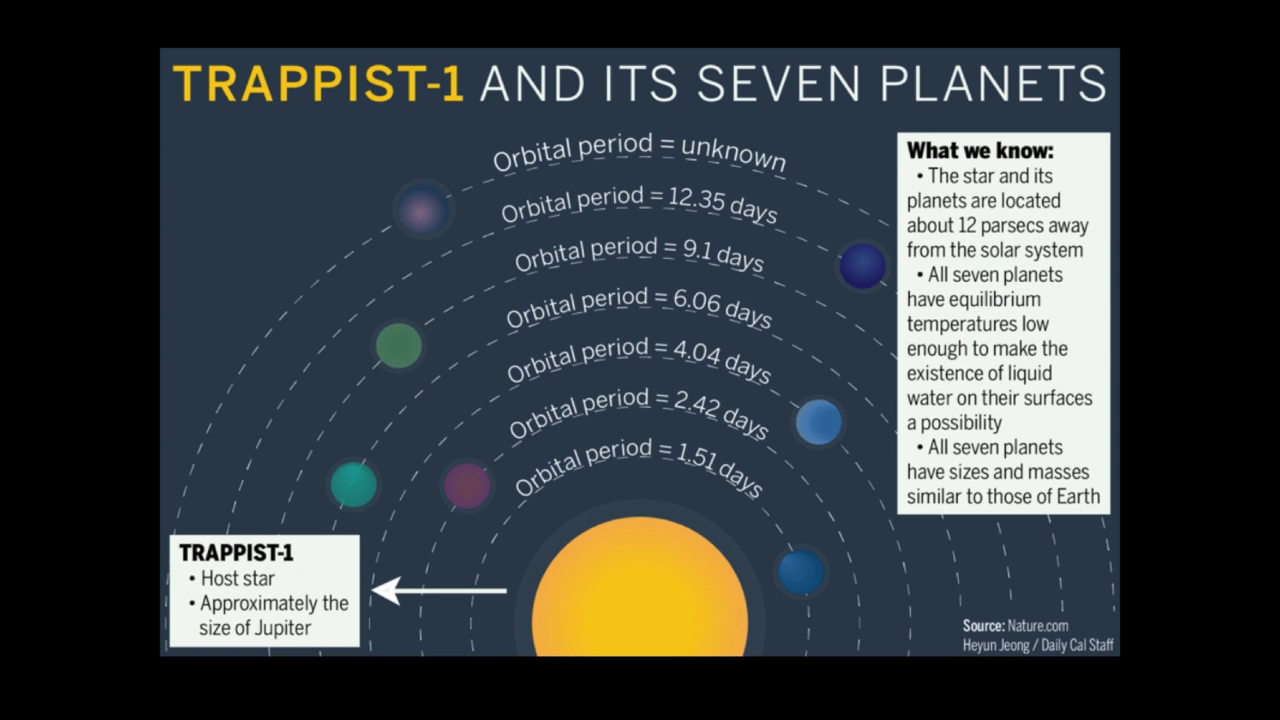 TRAPPIST-1 AND ITS SEVEN PLANETS
Orbital period = unknown
Orbital period = 12.35 days
Orbital period = 9.1 days
Orbital period = 6.06 days
Orbital period = 4.04 days
Orbital period = 2.42 days
Orbital period = 1.51 days
What we know:
• The star and its
planets are located
about 12 parsecs away
from the solar system
• All seven planets
have equilibrium
temperatures low
enough to make the
existence of liquid
water on their surfaces
a possibility
• All seven planets
have sizes and masses
similar to those of Earth
TRAPPIST-1
• Host star
• Approximately the
size of Jupiter
Source: Nature.com
Heyun Jeong / Daily Cal Staff